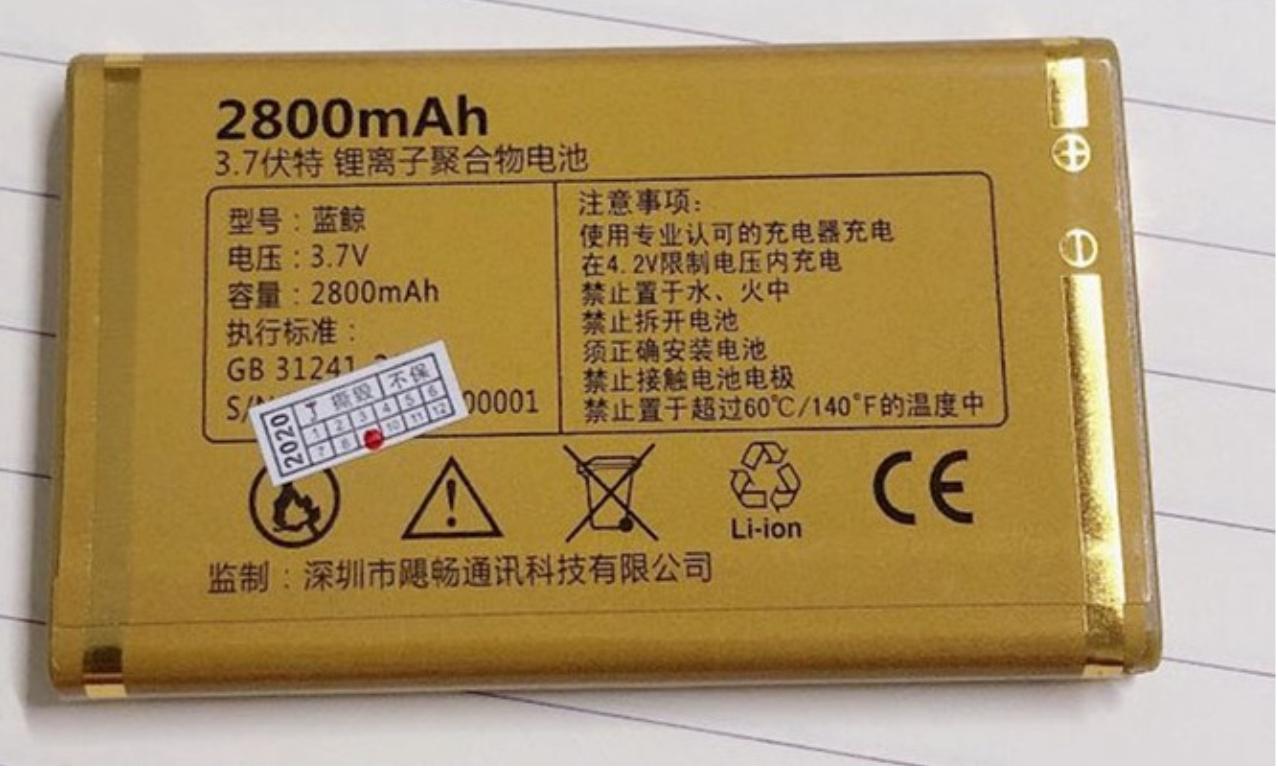 2800mAh
3.7伏特 锂离子聚合物电池
型号：蓝鲸
电压：3.7V
容量：2800mAh
执行标准：
GB 31241-2
S/N
00001
注意事项：
使用专业认可的充电器充电
在4.2V限制电压内充电
禁止置于水、火中
禁止拆开电池
须正确安装电池
禁止接触电池电极
禁止置于超过60℃/140°F的温度中
2020
撕毁 不保
1 2 3 4 5 6
7 8 10 11 12
Li-ion
CE
监制：深圳市飓畅通讯科技有限公司